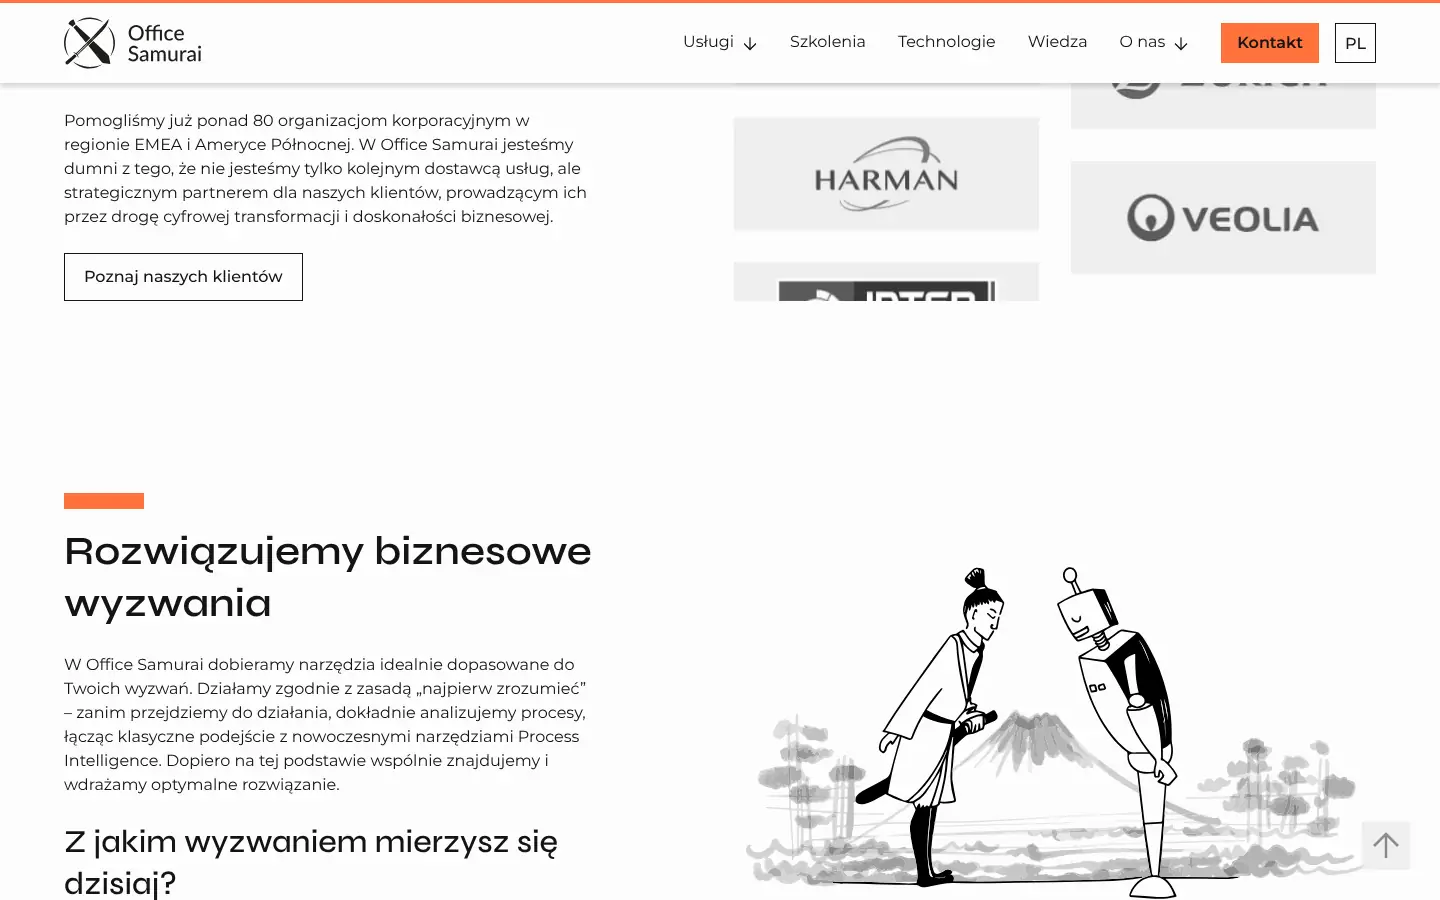 Office
Samurai
Usługi
Szkolenia
Technologie
Wiedza
O nas
Kontakt
PL
Pomogliśmy już ponad 80 organizacjom korporacyjnym w
regionie EMEA i Ameryce Północnej. W Office Samurai jesteśmy
dumni z tego, że nie jesteśmy tylko kolejnym dostawcą usług, ale
strategicznym partnerem dla naszych klientów, prowadzącym ich
przez drogę cyfrowej transformacji i doskonałości biznesowej.
Poznaj naszych klientów
HARMAN
VEOLIA
Rozwiązujemy biznesowe
wyzwania
W Office Samurai dobieramy narzędzia idealnie dopasowane do
Twoich wyzwań. Działamy zgodnie z zasadą „najpierw zrozumieć”
– zanim przejdziemy do działania, dokładnie analizujemy procesy,
łącząc klasyczne podejście z nowoczesnymi narzędziami Process
Intelligence. Dopiero na tej podstawie wspólnie znajdujemy i
wdrażamy optymalne rozwiązanie.
Z jakim wyzwaniem mierzysz się
dzisiaj?